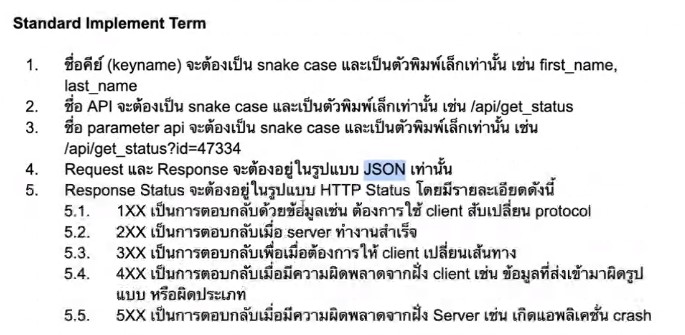 Standard Implement Term
1. ชื่อคีย์ (keyname) จะต้องเป็น snake case และเป็นตัวพิมพ์เล็กเท่านั้น เช่น first_name,
last_name
2. ชื่อ API จะต้องเป็น snake case และเป็นตัวพิมพ์เล็กเท่านั้น เช่น /api/get_status
3. ชื่อ parameter api จะต้องเป็น snake case และเป็นตัวพิมพ์เล็กเท่านั้น เช่น
/api/get_status?id=47334
4. Request และ Response จะต้องอยู่ในรูปแบบ JSON เท่านั้น
5. Response Status จะต้องอยู่ในรูปแบบ HTTP Status โดยมีรายละเอียดดังนี้
5.1. 1XX เป็นการตอบกลับด้วยข้อมูลเช่น ต้องการใช้ client สับเปลี่ยน protocol
5.2. 2XX เป็นการตอบกลับเมื่อ server ทำงานสำเร็จ
5.3. 3XX เป็นการตอบกลับเพื่อเมื่อต้องการให้ client เปลี่ยนเส้นทาง
5.4. 4XX เป็นการตอบกลับเมื่อมีความผิดพลาดจากฝั่ง client เช่น ข้อมูลที่ส่งเข้ามาผิดรูป
แบบ หรือผิดประเภท
5.5. 5XX เป็นการตอบกลับเมื่อมีความผิดพลาดจากฝั่ง Server เช่น เกิดแอพลิเคชั่น crash